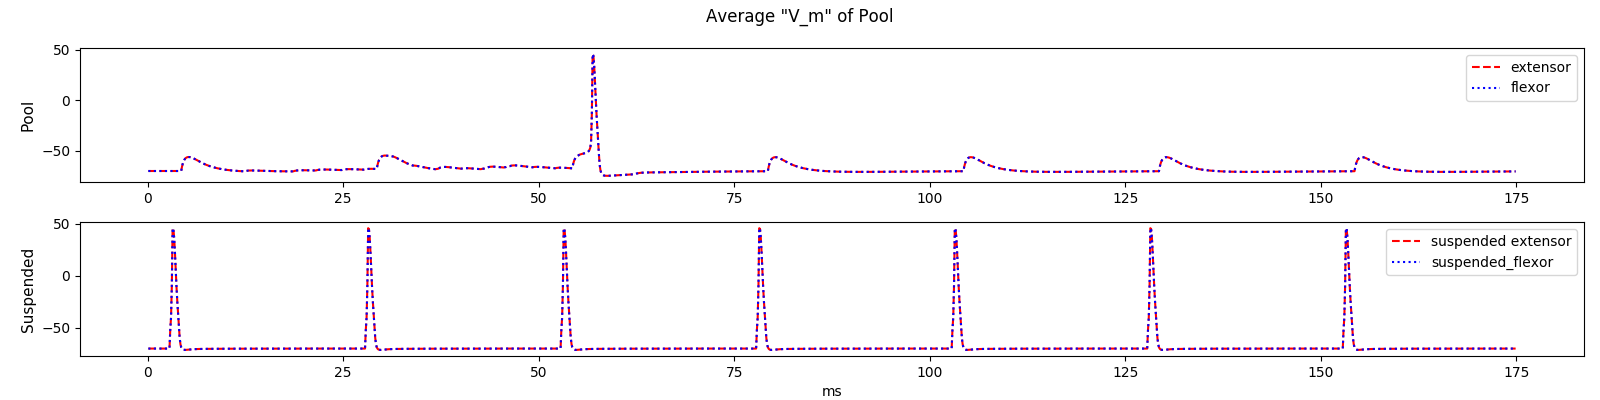 Average "V_m" of Pool
50
0
−50
Pool
extensor
flexor
0 25 50 75 100 125 150 175
50
0
−50
Suspended
suspended extensor
suspended_flexor
0 25 50 75 100 125 150 175
ms